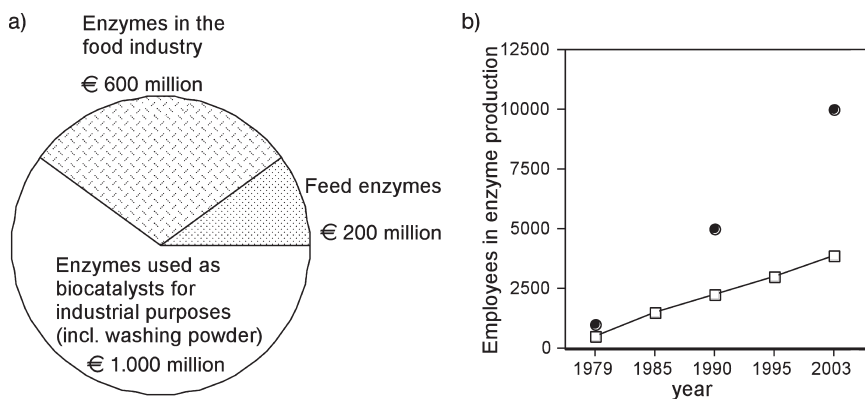 a)
Enzymes in the
food industry
€ 600 million
Feed enzymes
€ 200 million
Enzymes used as
biocatalysts for
industrial purposes
(incl. washing powder)
€ 1.000 million
b)
Employees in enzyme production
12500
10000
7500
5000
2500
0
1979 1985 1990 1995 2003
year